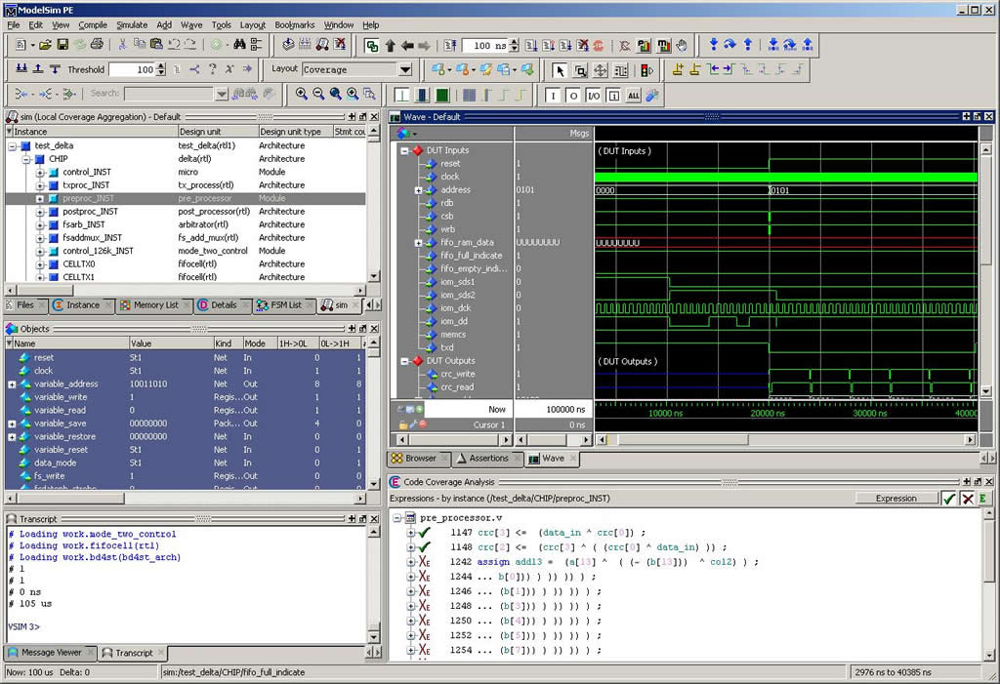 ModelSim PE
File Edit View Compile Simulate Add Wave Tools Layout Bookmarks Window Help
100 ns
Threshold 100 Layout Coverage
Search:
I O I/O ALL
sim (Local Coverage Aggregation) - Default
Instance Design unit Design unit type Stmt cou
test_delta test_delta(rtl1) Architecture
CHIP delta(rtl) Architecture
control_INST micro Module
txproc_INST tx_process(rtl) Architecture
preproc_INST pre_processor Module
postproc_INST post_processor(rtl) Architecture
fsarb_INST arbitrator(rtl) Architecture
fsaddmux_INST fs_add_mux(rtl) Architecture
control_126k_INST mode_two_control Module
CELLTX0 fifocell(rtl) Architecture
CELLTX1 fifocell(rtl) Architecture
Files Instance Memory List Details FSM List sim
Objects
Name Value Kind Mode 1H->0L 0L->1H
reset St1 Net In 0 1
clock St1 Net In 1 1
variable_address 10011010 Net Out 8 8
variable_write 1 Regis... Out 1 1
variable_read 0 Regis... Out 1 1
variable_save 00000000 Pack... Out 4 0
variable_restore 00000000 Net In 0 0
variable_reset St1 Net In 0 1
data_mode St1 Net In 0 1
fs_write 1 Regis... Out 1 1
Transcript
# Loading work.mode_two_control
# Loading work.fifocell(rtl)
# Loading work.bd4st(bd4st_arch)
# 1
# 1
# 0 ns
# 105 us
VSIM 3>
Message Viewer Transcript
Wave - Default
Msgs
DUT Inputs ( DUT Inputs )
reset 1
clock 1
address 0101 0000 0101
rdb 1
csb 1
wrb 1
fifo_ram_data UUUUUUUU UUUUUUUU
fifo_full_indicate 1
fifo_empty_indi... 0
iom_sds1 0
iom_sds2 0
iom_dck 0
iom_dd 0
memcs 1
txd 1
DUT Outputs ( DUT Outputs )
crc_write 1
crc_read 1
Now 100000 ns 10000 ns 20000 ns 30000 ns 40000
Cursor 1 0 ns
Browser Assertions Wave
Code Coverage Analysis
Expressions - by instance (/test_delta/CHIP/preproc_INST) Expression E
pre_processor.v
1147 crc[3] <= (data_in ^ crc[0]) ;
1148 crc[2] <= (crc[3] ^ ( (crc[0] ^ data_in) )) ;
XE 1242 assign add13 = (a[13] ^ ( (~ (b[13])) ^ col2) ) ;
XE 1244 ... b[0])) ) )) )) ) ;
XE 1246 ... (b[1])) ) )) )) ) ;
XE 1248 ... (b[3])) ) )) )) ) ;
XE 1250 ... (b[4])) ) )) )) ) ;
XE 1252 ... (b[5])) ) )) )) ) ;
XE 1254 ... (b[7])) ) )) )) ) ;
Now: 100 us Delta: 0 sim:/test_delta/CHIP/fifo_full_indicate 2976 ns to 40385 ns